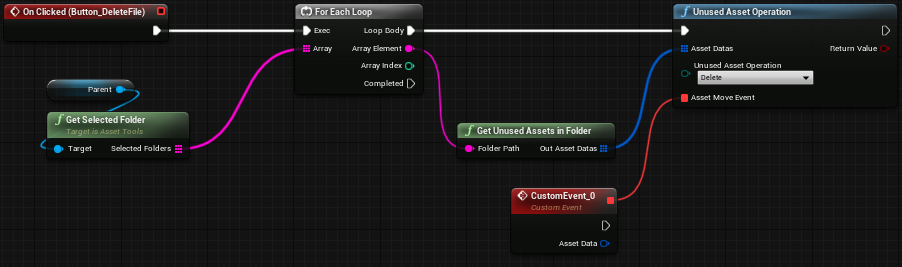 On Clicked (Button_DeleteFile)
For Each Loop
Exec
Loop Body
Array
Array Element
Array Index
Completed
Unused Asset Operation
Asset Datas
Return Value
Unused Asset Operation
Delete
Asset Move Event
Parent
Get Selected Folder
Target is Asset Tools
Target
Selected Folders
Get Unused Assets in Folder
Folder Path
Out Asset Datas
CustomEvent_0
Custom Event
Asset Data